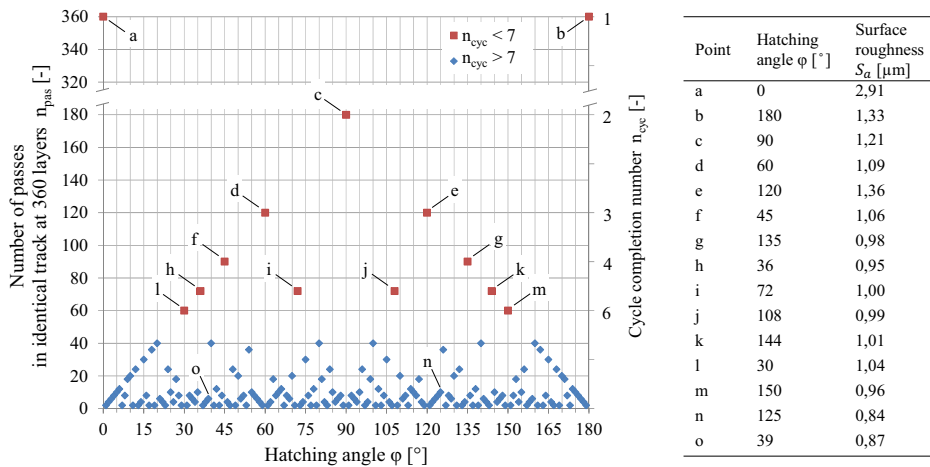 Number of passes
in identical track at 360 layers n_pas [-]
360
340
320
180
160
140
120
100
80
60
40
20
0
a
b
n_cyc < 7
n_cyc > 7
c
d
e
f
g
h
i
j
k
l
m
n
o
1
2
3
4
6
Cycle completion number n_cyc [-]
0 15 30 45 60 75 90 105 120 135 150 165 180
Hatching angle φ [°]
Point Hatching angle φ [°] Surface roughness S_a [µm]
a 0 2,91
b 180 1,33
c 90 1,21
d 60 1,09
e 120 1,36
f 45 1,06
g 135 0,98
h 36 0,95
i 72 1,00
j 108 0,99
k 144 1,01
l 30 1,04
m 150 0,96
n 125 0,84
o 39 0,87